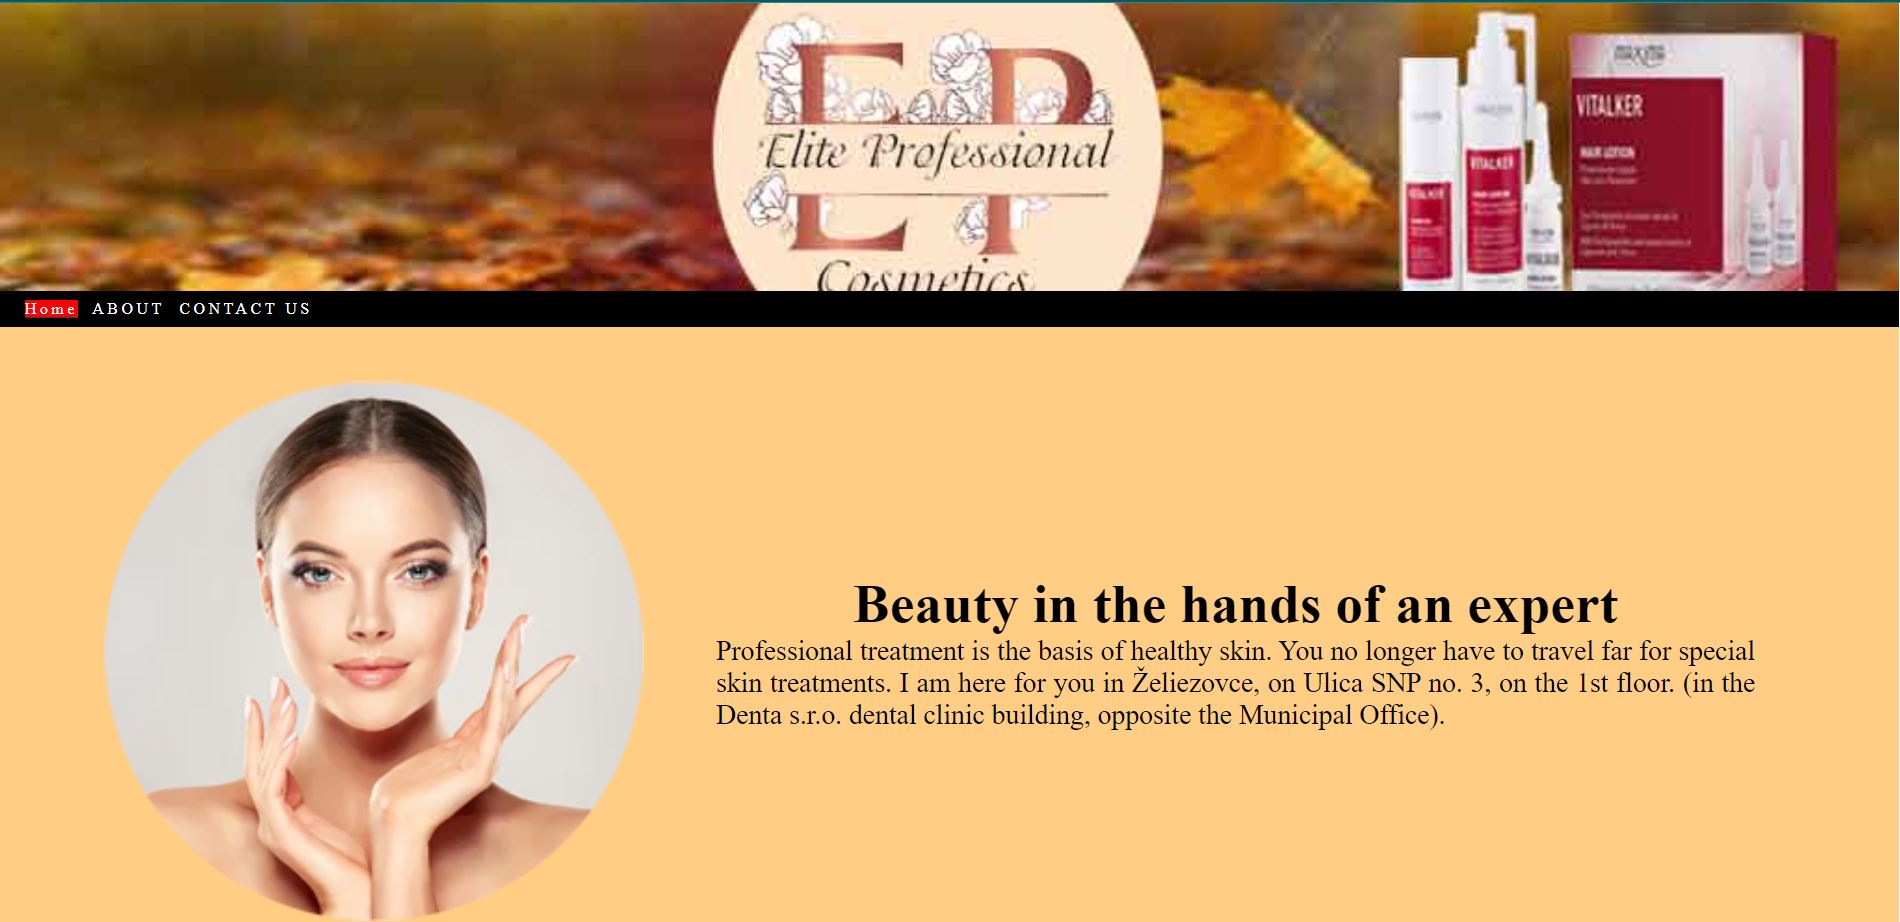 E P
Elite Professional
Cosmetics
VITALKER
HAIR LOTION
VITALKER
VITALKER
VITALKER
Home ABOUT CONTACT US
Beauty in the hands of an expert
Professional treatment is the basis of healthy skin. You no longer have to travel far for special
skin treatments. I am here for you in Želiezovce, on Ulica SNP no. 3, on the 1st floor. (in the
Denta s.r.o. dental clinic building, opposite the Municipal Office).